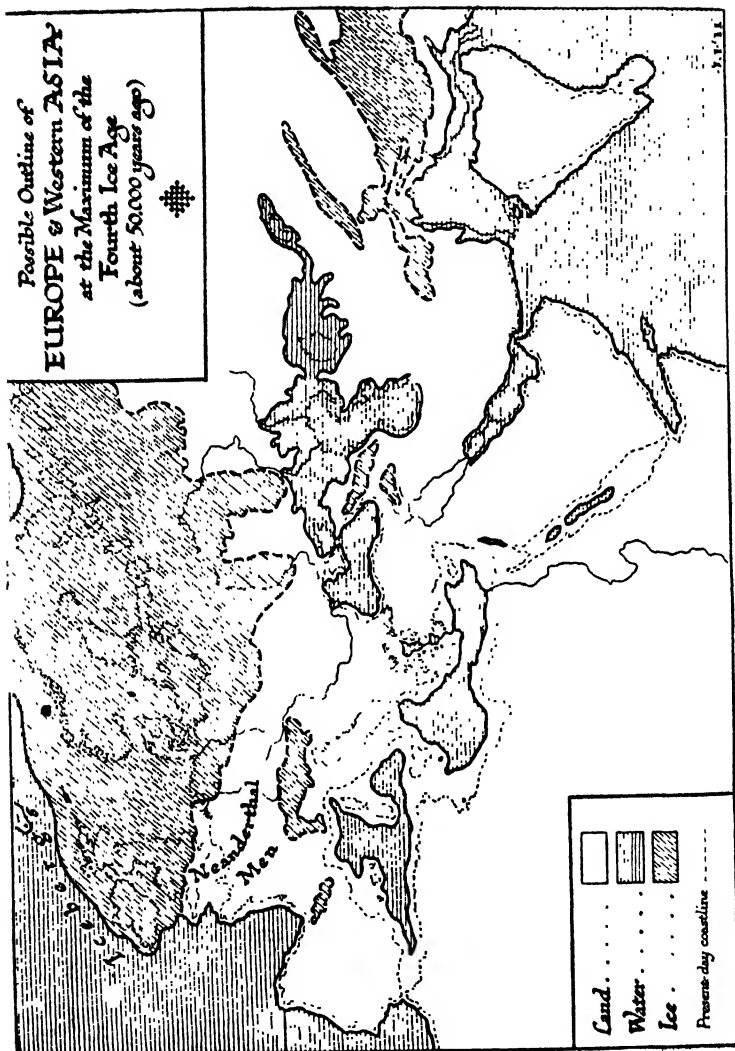 Possible Outline of
EUROPE & Western ASIA
at the Maximum of the
Fourth Ice Age
(about 50.000 years ago)
Icebergs
Neanderthal
Men
Land . . . . .
Water . . . .
Ice . . . . .
Present-day coastline